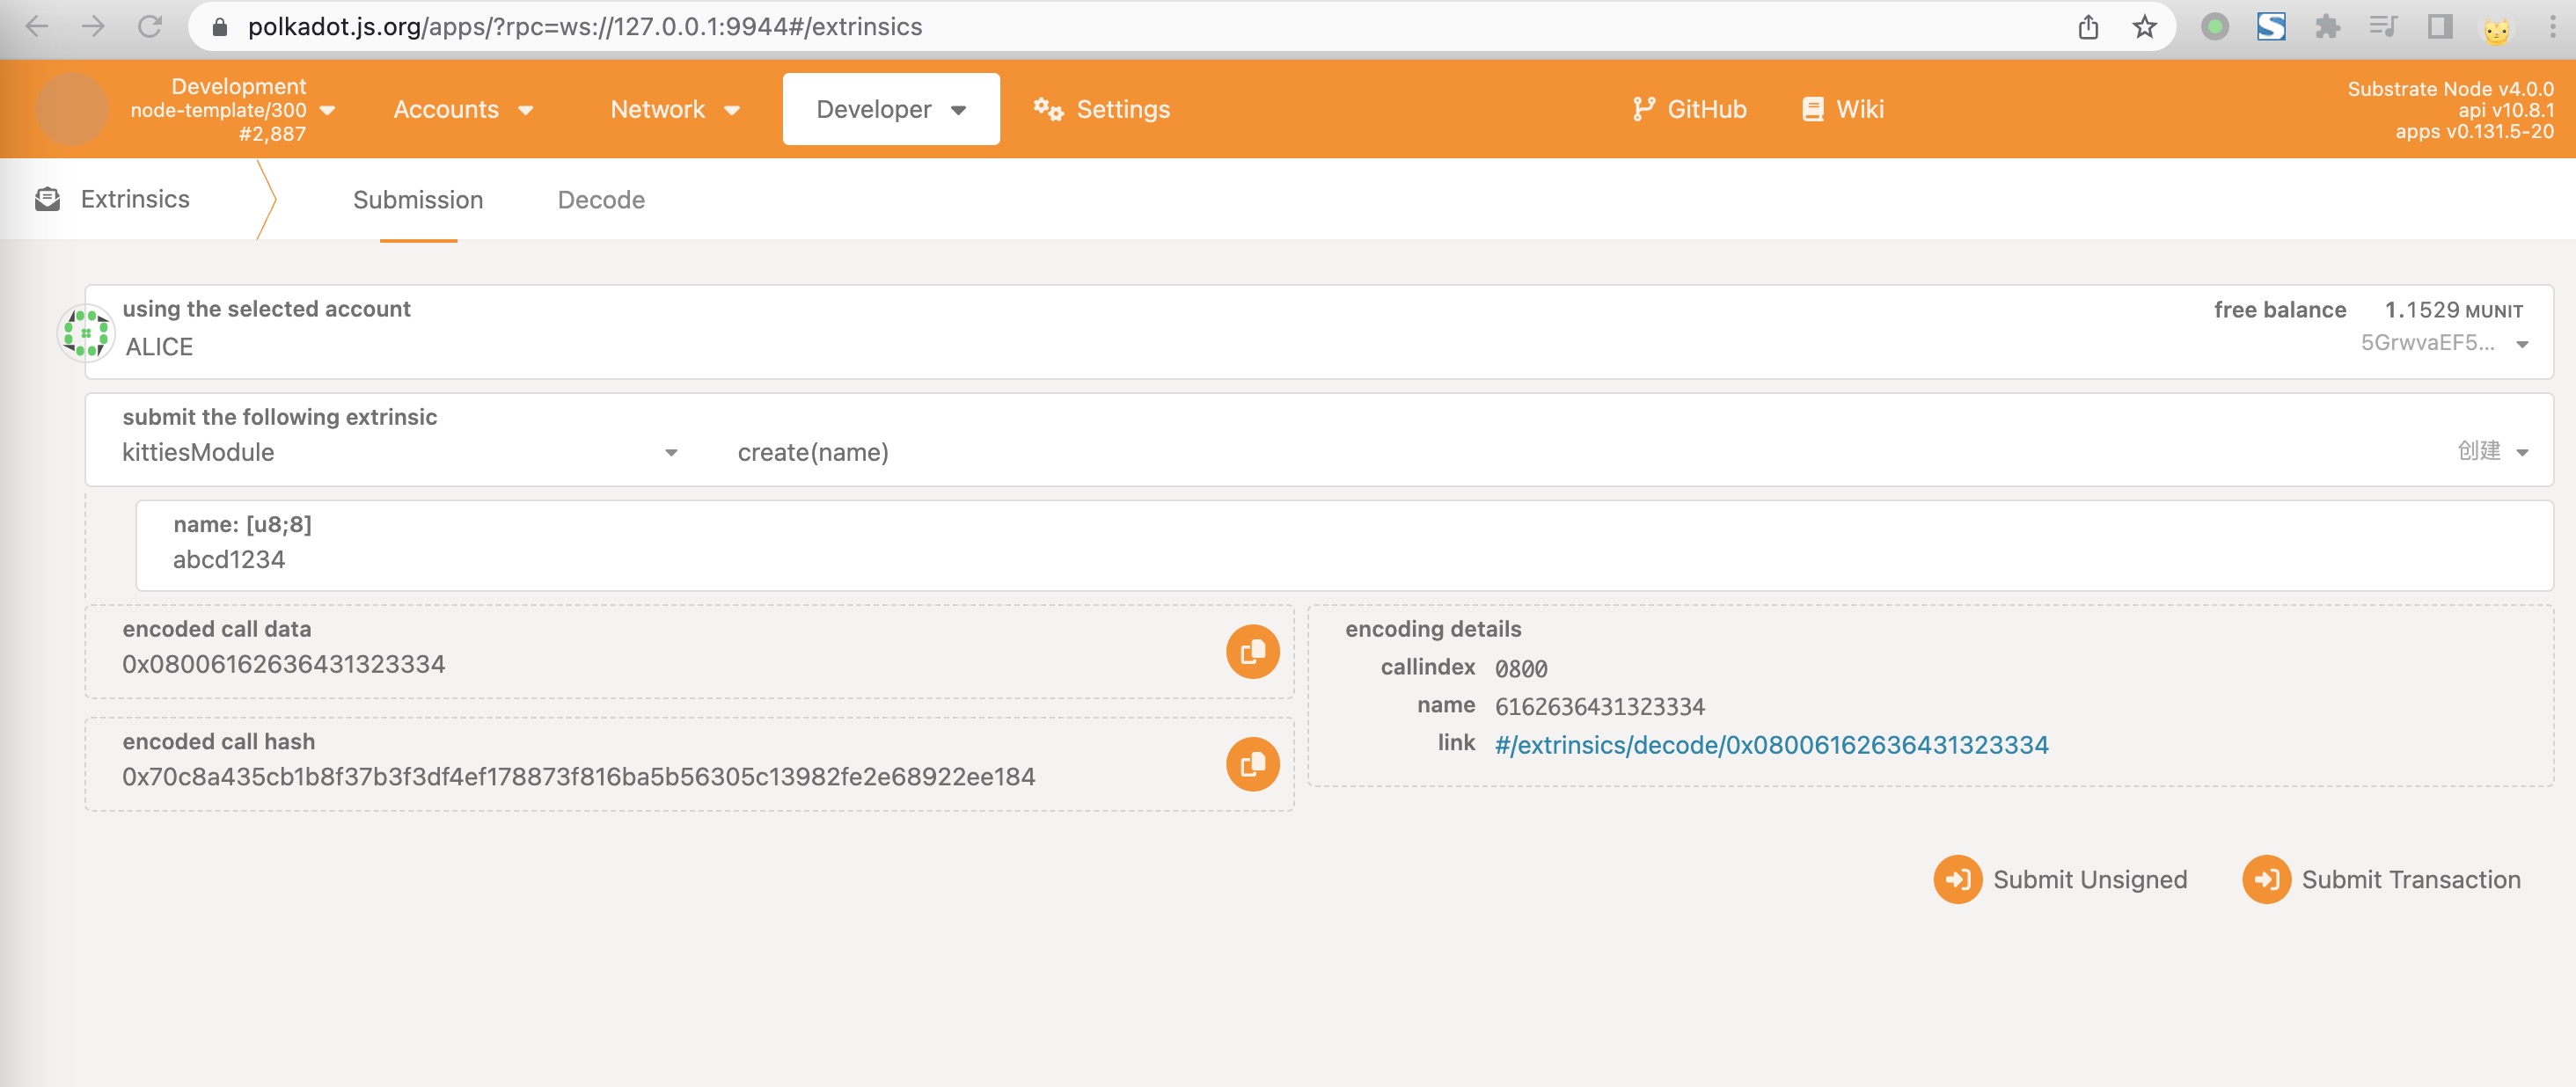 polkadot.js.org/apps/?rpc=ws://127.0.0.1:9944#/extrinsics
Development
node-template/300
#2,887
Accounts
Network
Developer
Settings
GitHub
Wiki
Substrate Node v4.0.0
api v10.8.1
apps v0.131.5-20
Extrinsics
Submission
Decode
using the selected account
ALICE
free balance 1.1529 MUNIT
5GrwvaEF5...
submit the following extrinsic
kittiesModule
create(name)
创建
name: [u8;8]
abcd1234
encoded call data
0x08006162636431323334
encoded call hash
0x70c8a435cb1b8f37b3f3df4ef178873f816ba5b56305c13982fe2e68922ee184
encoding details
callindex 0800
name 6162636431323334
link #/extrinsics/decode/0x08006162636431323334
Submit Unsigned
Submit Transaction